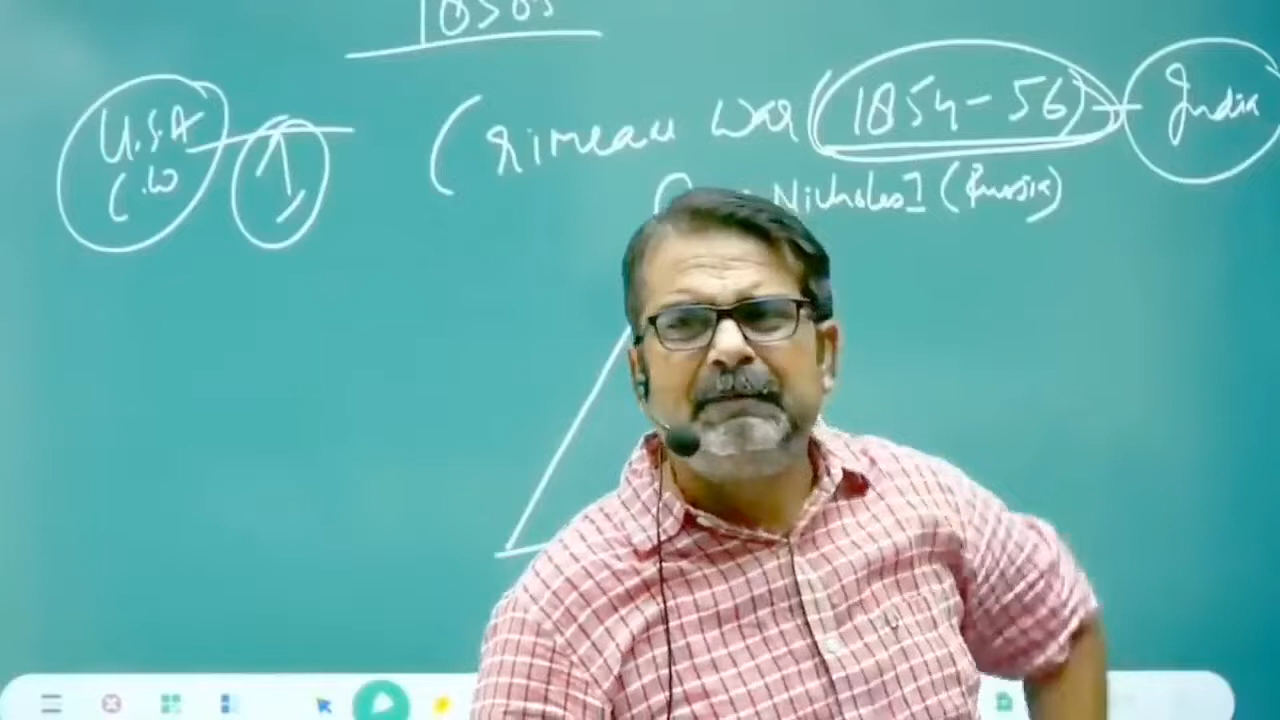 1850s
U.S.A
C.W
Crimean War (1854-56) - India
Nicholas I (Russia)